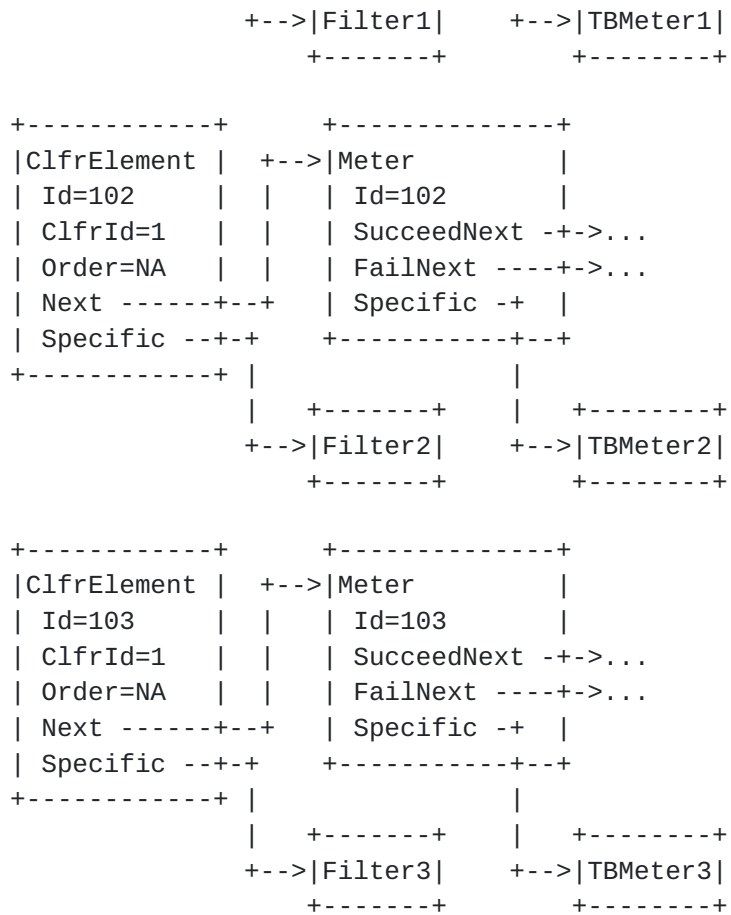 +-->|Filter1|    +-->|TBMeter1|
                   +-------+        +--------+

+------------+      +--------------+
|ClfrElement |  +-->|Meter         |
| Id=102     |  |   | Id=102       |
| ClfrId=1   |  |   | SucceedNext -+->...
| Order=NA   |  |   | FailNext ----+->...
| Next ------+--+   | Specific -+  |
| Specific --+-+    +-----------+--+
+------------+ |                |
               |   +-------+    |   +--------+
               +-->|Filter2|    +-->|TBMeter2|
                   +-------+        +--------+

+------------+      +--------------+
|ClfrElement |  +-->|Meter         |
| Id=103     |  |   | Id=103       |
| ClfrId=1   |  |   | SucceedNext -+->...
| Order=NA   |  |   | FailNext ----+->...
| Next ------+--+   | Specific -+  |
| Specific --+-+    +-----------+--+
+------------+ |                |
               |   +-------+    |   +--------+
               +-->|Filter3|    +-->|TBMeter3|
                   +-------+        +--------+